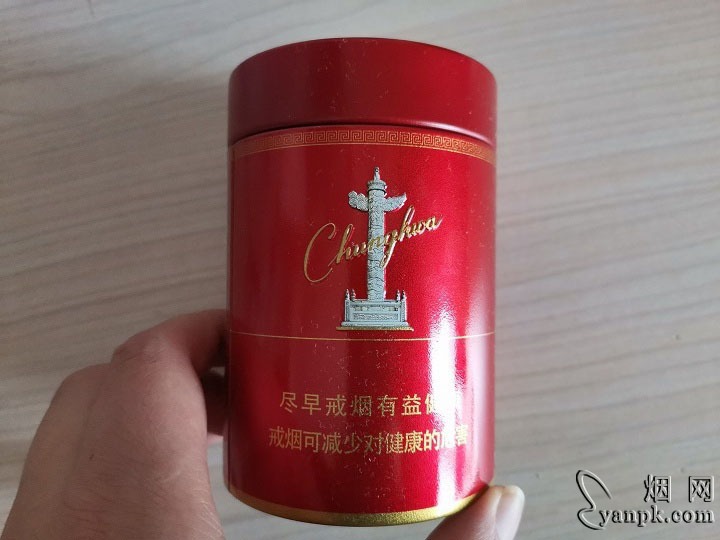 Chunghwa
尽早戒烟有益健
戒烟可减少对健康的危害
烟网
yanpk.com